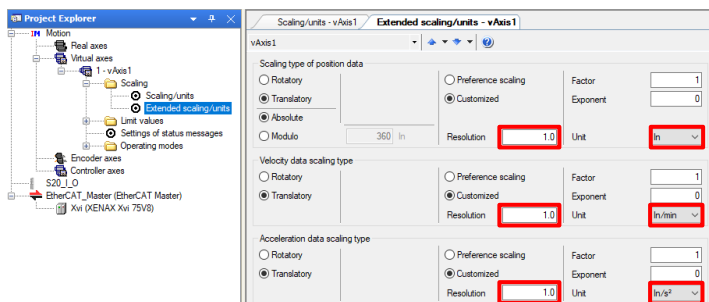 Project Explorer
Motion
Real axes
Virtual axes
1 - vAxis1
Scaling
Scaling/units
Extended scaling/units
Limit values
Settings of status messages
Operating modes
Encoder axes
Controller axes
S20_I_O
EtherCAT_Master (EtherCAT Master)
Xvi (XENAX Xvi 75V8)
Scaling/units - vAxis1 Extended scaling/units - vAxis1
vAxis1
Scaling type of position data
Rotatory Preference scaling Factor 1
Translatory Customized Exponent 0
Absolute
Modulo 360 In Resolution 1.0 Unit In
Velocity data scaling type
Rotatory Preference scaling Factor 1
Translatory Customized Exponent 0
Resolution 1.0 Unit In/min
Acceleration data scaling type
Rotatory Preference scaling Factor 1
Translatory Customized Exponent 0
Resolution 1.0 Unit In/s²